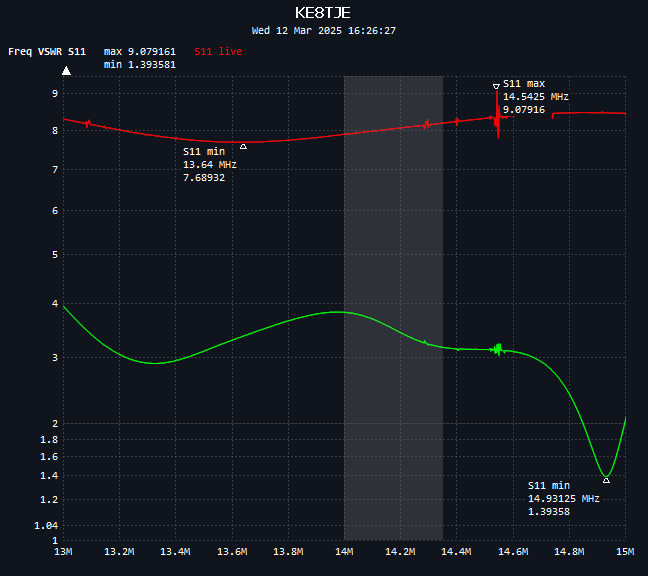 KE8TJE
Wed 12 Mar 2025 16:26:27
Freq VSWR S11 max 9.079161 S11 live
min 1.393581
S11 max
14.5425 MHz
9.07916
S11 min
13.64 MHz
7.68932
S11 min
14.93125 MHz
1.39358
9
8
7
6
5
4
3
2
1.8
1.6
1.4
1.2
1.04
1
13M 13.2M 13.4M 13.6M 13.8M 14M 14.2M 14.4M 14.6M 14.8M 15M